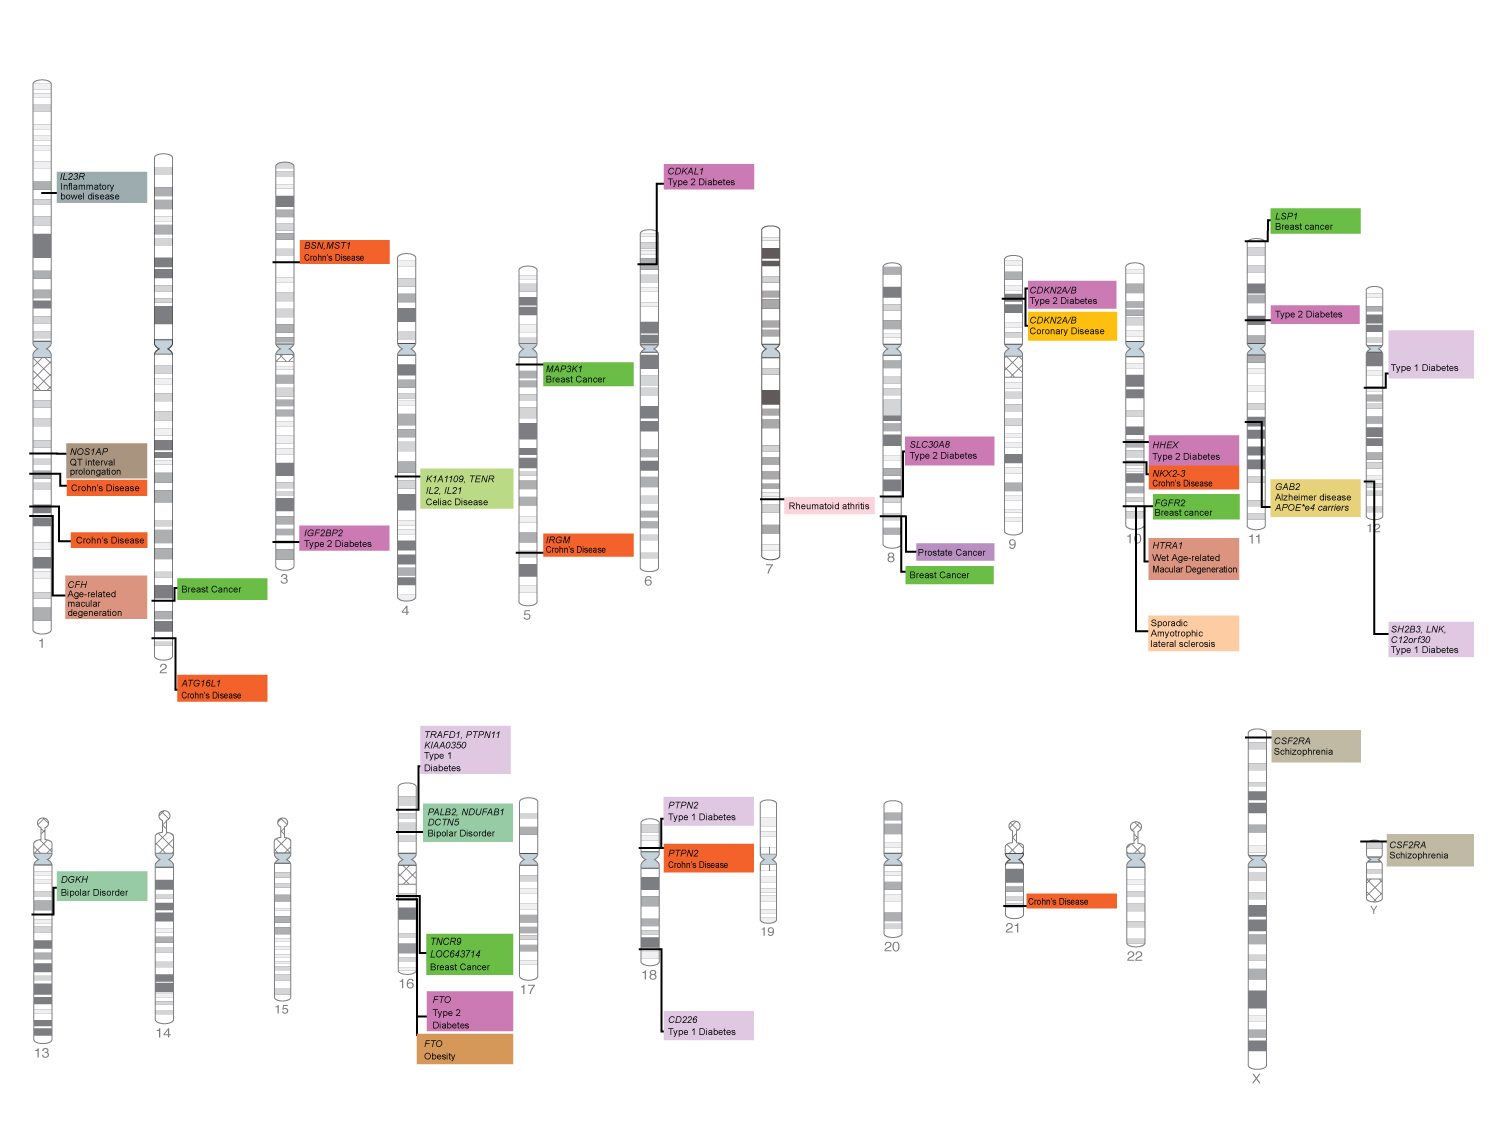 IL23R
Inflammatory
bowel disease
NOS1AP
QT interval
prolongation
Crohn's Disease
Crohn's Disease
CFH
Age-related
macular
degeneration
1
Breast Cancer
2
ATG16L1
Crohn's Disease
BSN,MST1
Crohn's Disease
IGF2BP2
Type 2 Diabetes
3
K1A1109, TENR
IL2, IL21
Celiac Disease
4
MAP3K1
Breast Cancer
IRGM
Crohn's Disease
5
CDKAL1
Type 2 Diabetes
6
Rheumatoid athritis
7
SLC30A8
Type 2 Diabetes
Prostate Cancer
Breast Cancer
8
CDKN2A/B
Type 2 Diabetes
CDKN2A/B
Coronary Disease
9
HHEX
Type 2 Diabetes
NKX2-3
Crohn's Disease
FGFR2
Breast cancer
HTRA1
Wet Age-related
Macular Degeneration
Sporadic
Amyotrophic
lateral sclerosis
10
LSP1
Breast cancer
Type 2 Diabetes
GAB2
Alzheimer disease
APOE*e4 carriers
11
Type 1 Diabetes
12
SH2B3, LNK,
C12orf30
Type 1 Diabetes
DGKH
Bipolar Disorder
13
14
15
TRAFD1, PTPN11
KIAA0350
Type 1
Diabetes
PALB2, NDUFAB1
DCTN5
Bipolar Disorder
TNCR9
LOC643714
Breast Cancer
16
FTO
Type 2
Diabetes
FTO
Obesity
17
PTPN2
Type 1 Diabetes
PTPN2
Crohn's Disease
18
CD226
Type 1 Diabetes
19
20
Crohn's Disease
21
22
CSF2RA
Schizophrenia
X
CSF2RA
Schizophrenia
Y